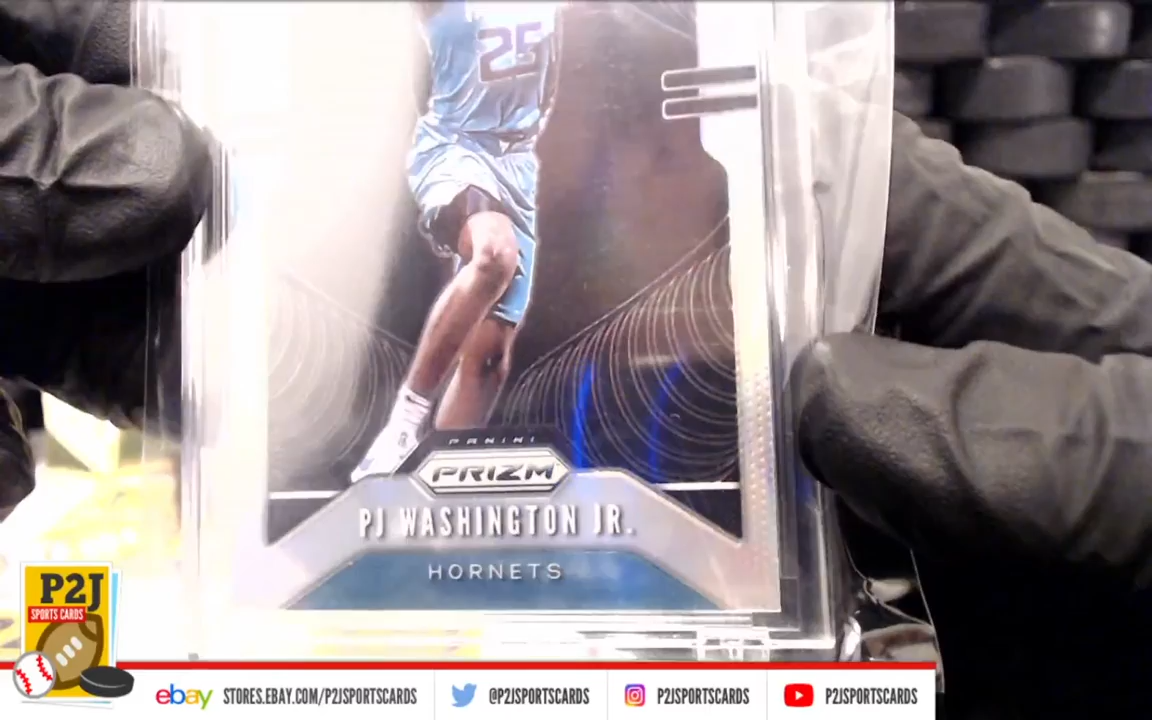 25
PANINI
PRIZM
PJ WASHINGTON JR.
HORNETS
P2J
SPORTS CARDS
ebay STORES.EBAY.COM/P2JSPORTSCARDS @P2JSPORTSCARDS P2JSPORTSCARDS P2JSPORTSCARDS